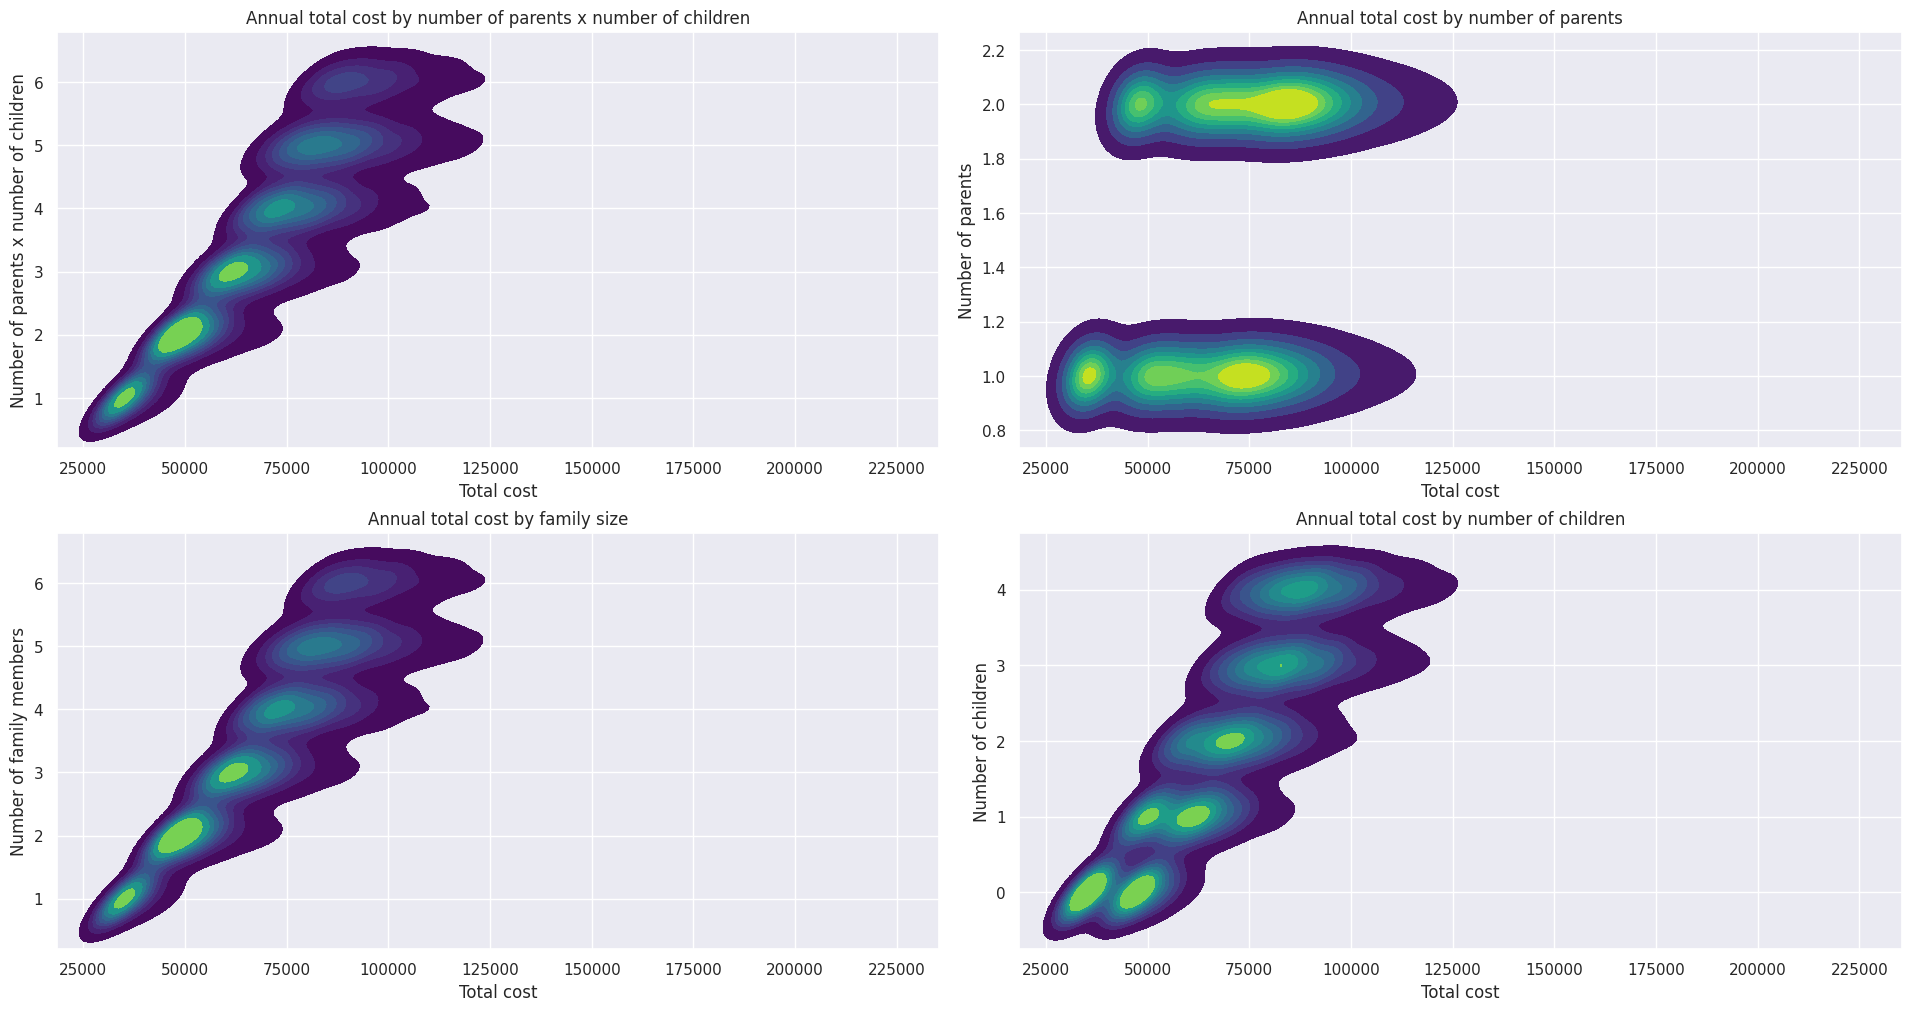 Annual total cost by number of parents x number of children
Number of parents x number of children
6
5
4
3
2
1
25000 50000 75000 100000 125000 150000 175000 200000 225000
Total cost
Annual total cost by number of parents
Number of parents
2.2
2.0
1.8
1.6
1.4
1.2
1.0
0.8
25000 50000 75000 100000 125000 150000 175000 200000 225000
Total cost
Annual total cost by family size
Number of family members
6
5
4
3
2
1
25000 50000 75000 100000 125000 150000 175000 200000 225000
Total cost
Annual total cost by number of children
Number of children
4
3
2
1
0
25000 50000 75000 100000 125000 150000 175000 200000 225000
Total cost